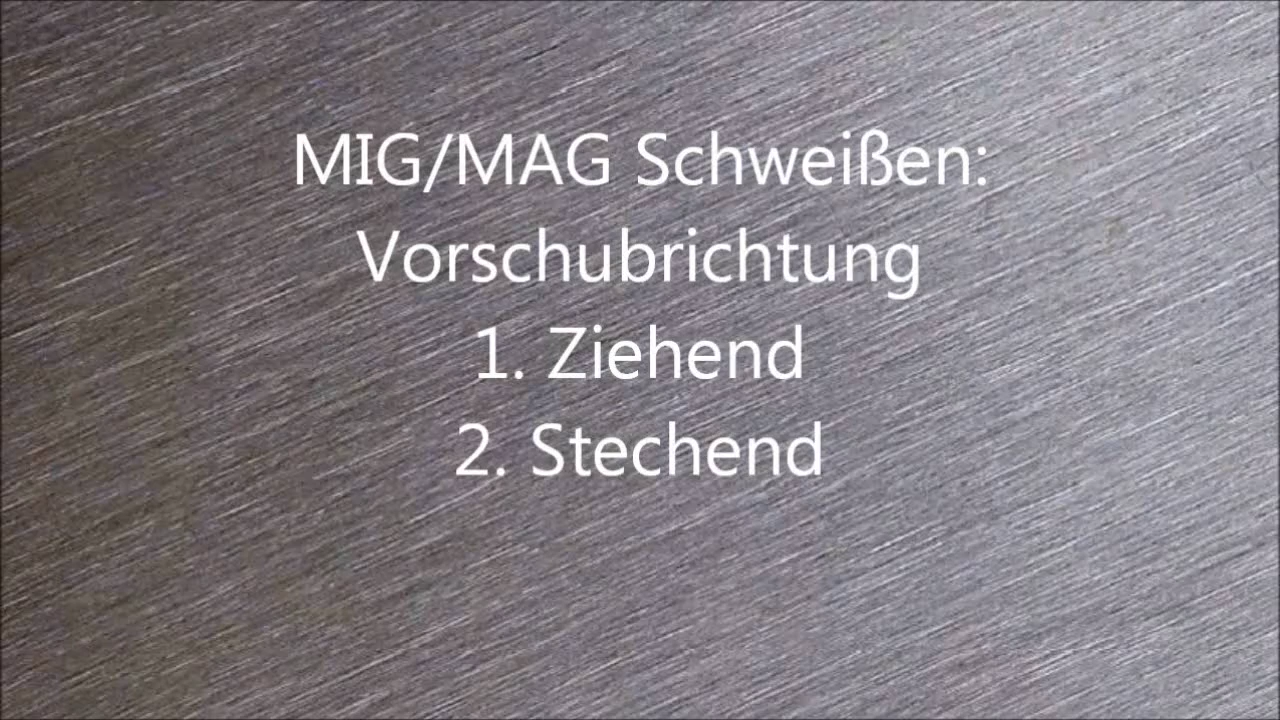 MIG/MAG Schweißen:
Vorschubrichtung
1. Ziehend
2. Stechend